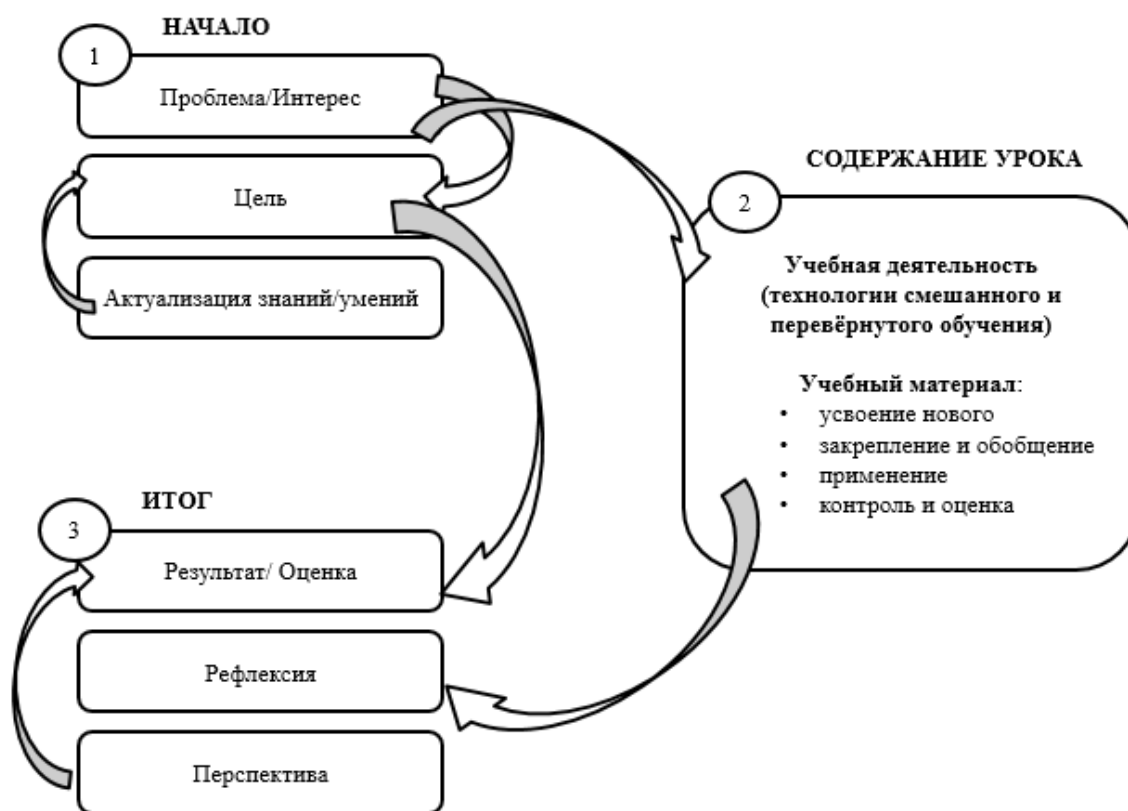 НАЧАЛО
1
Проблема/Интерес
Цель
Актуализация знаний/умений
СОДЕРЖАНИЕ УРОКА
2
Учебная деятельность
(технологии смешанного и
перевёрнутого обучения)
Учебный материал:
• усвоение нового
• закрепление и обобщение
• применение
• контроль и оценка
ИТОГ
3
Результат/ Оценка
Рефлексия
Перспектива